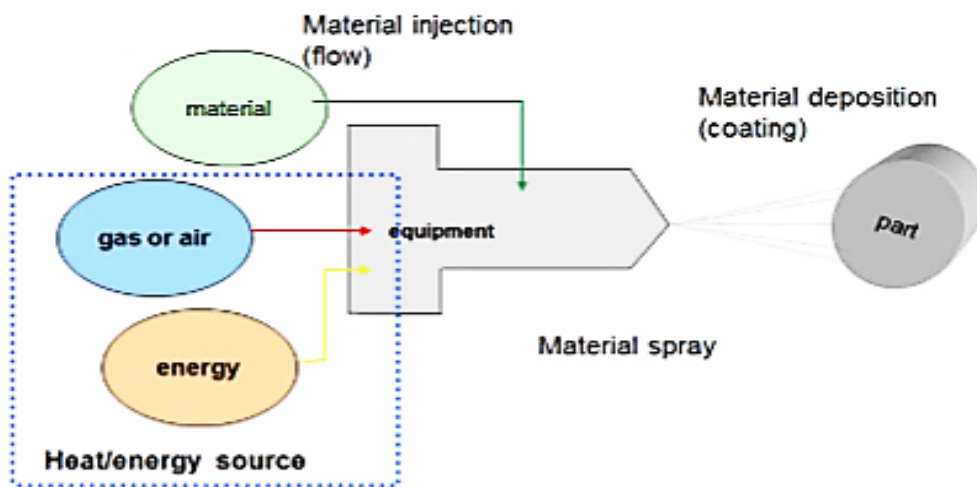 Material injection
(flow)
material
Material deposition
(coating)
gas or air
equipment
part
energy
Material spray
Heat/energy source